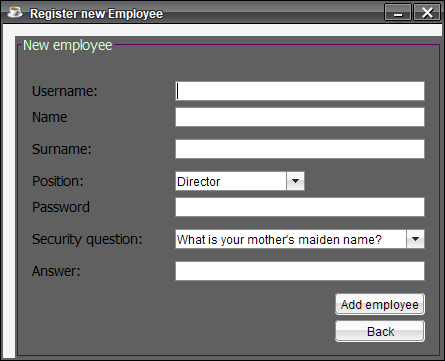 Register new Employee
New employee
Username:
Name
Surname:
Position: Director
Password
Security question: What is your mother's maiden name?
Answer:
Add employee
Back